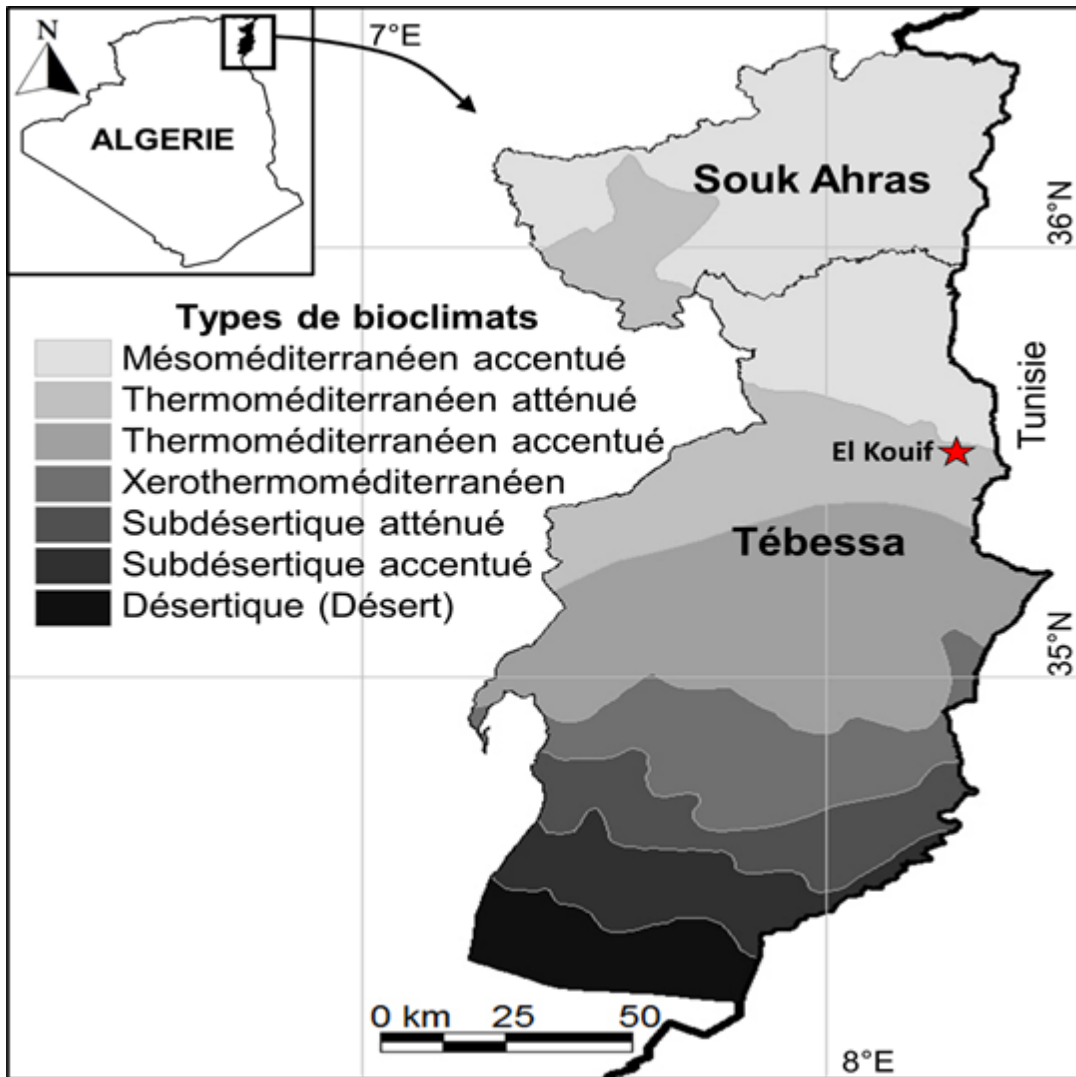 N
7°E
ALGERIE
Souk Ahras
36°N
Types de bioclimats
Mésoméditerranéen accentué
Thermoméditerranéen atténué
Thermoméditerranéen accentué
Xerothermoméditerranéen
Subdésertique atténué
Subdésertique accentué
Désertique (Désert)
Tunisie
El Kouif
Tébessa
35°N
0 km 25 50
8°E